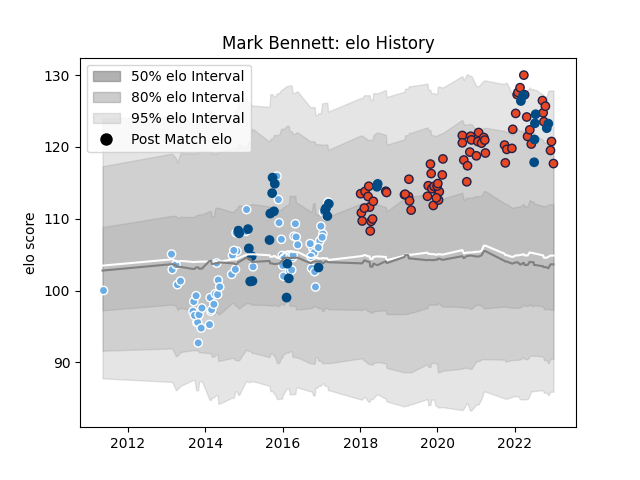 Mark Bennett: elo History
50% elo Interval
80% elo Interval
95% elo Interval
Post Match elo
elo score
130
120
110
100
90
2012
2014
2016
2018
2020
2022